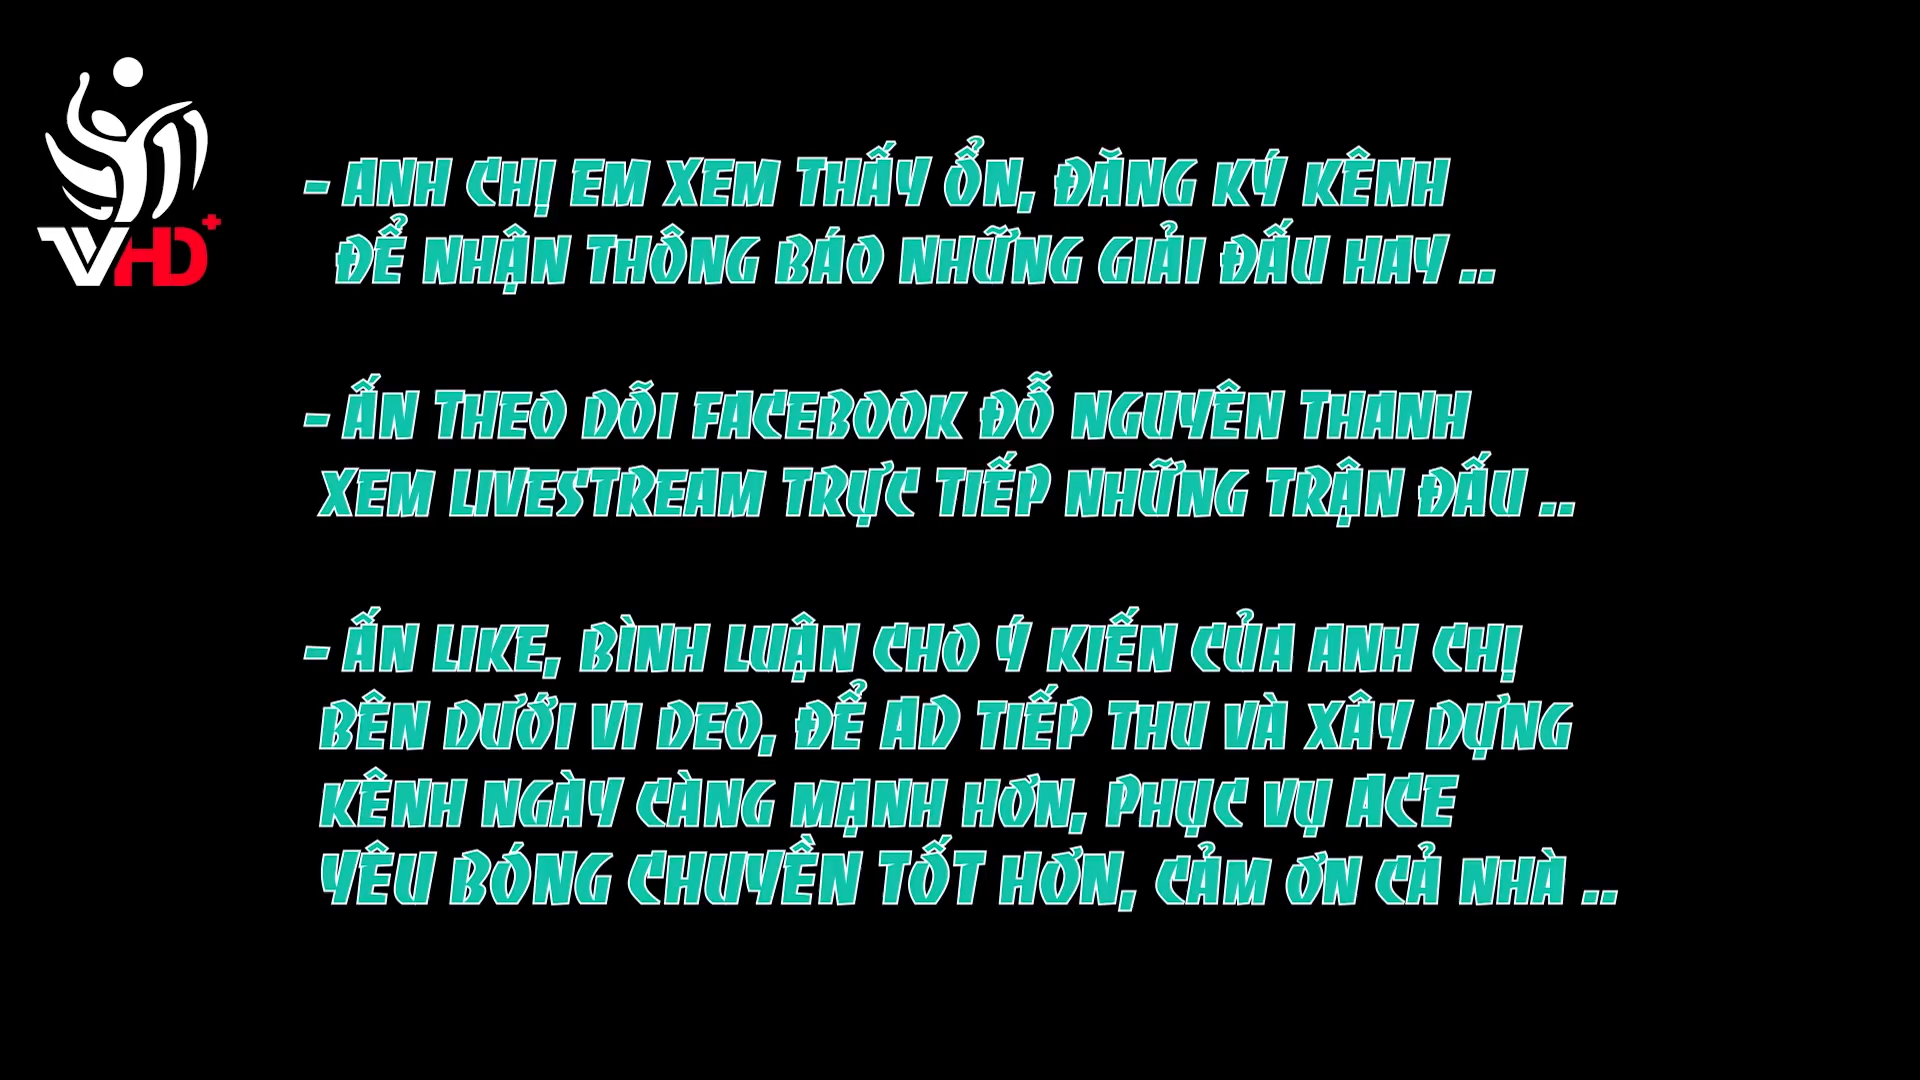 VHD+
- ANH CHỊ EM XEM THẤY ỔN, ĐĂNG KÝ KÊNH
ĐỂ NHẬN THÔNG BÁO NHỮNG GIẢI ĐẤU HAY ..
- ẤN THEO DÕI FACEBOOK ĐỖ NGUYÊN THANH
XEM LIVESTREAM TRỰC TIẾP NHỮNG TRẬN ĐẤU ..
- ẤN LIKE, BÌNH LUẬN CHO Ý KIẾN CỦA ANH CHỊ
BÊN DƯỚI VI DEO, ĐỂ AD TIẾP THU VÀ XÂY DỰNG
KÊNH NGÀY CÀNG MẠNH HƠN, PHỤC VỤ ACE
YÊU BÓNG CHUYỀN TỐT HƠN, CẢM ƠN CẢ NHÀ ..